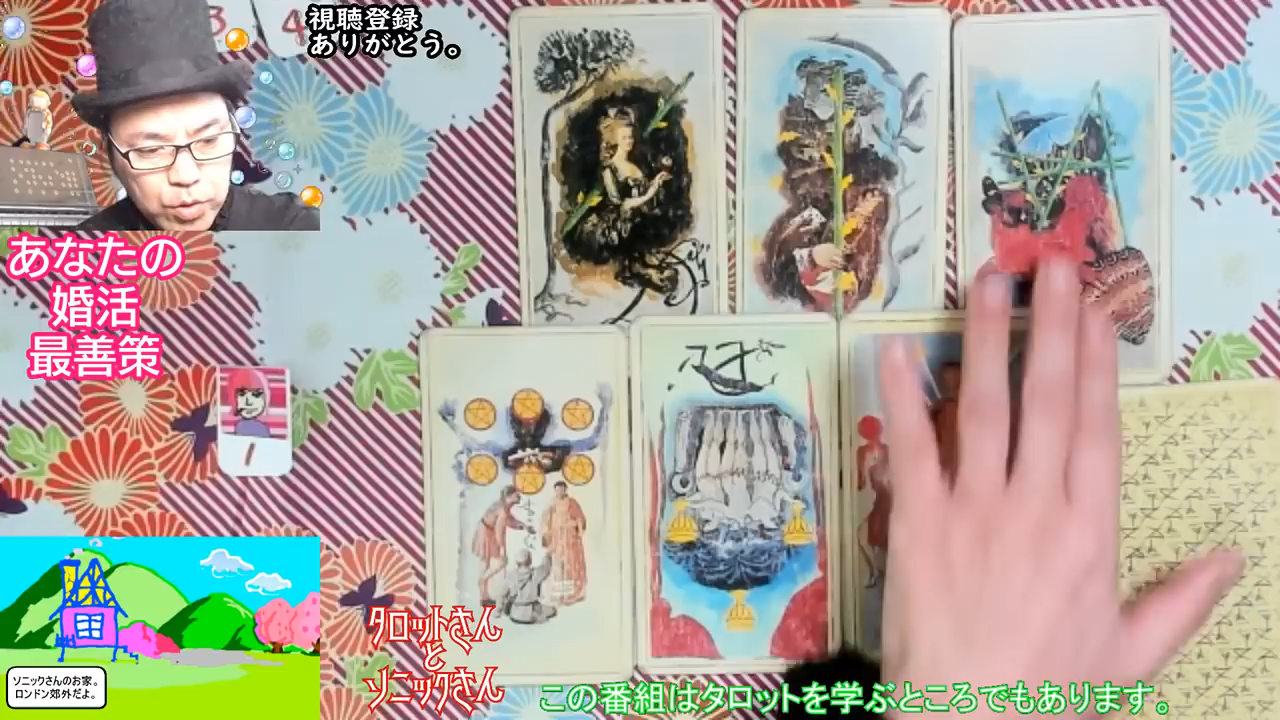 3 4
視聴登録
ありがとう。
あなたの
婚活
最善策
1
ソニックさんのお家。
ロンドン郊外だよ。
タロットさん
と
ソニックさん
この番組はタロットを学ぶところでもあります。